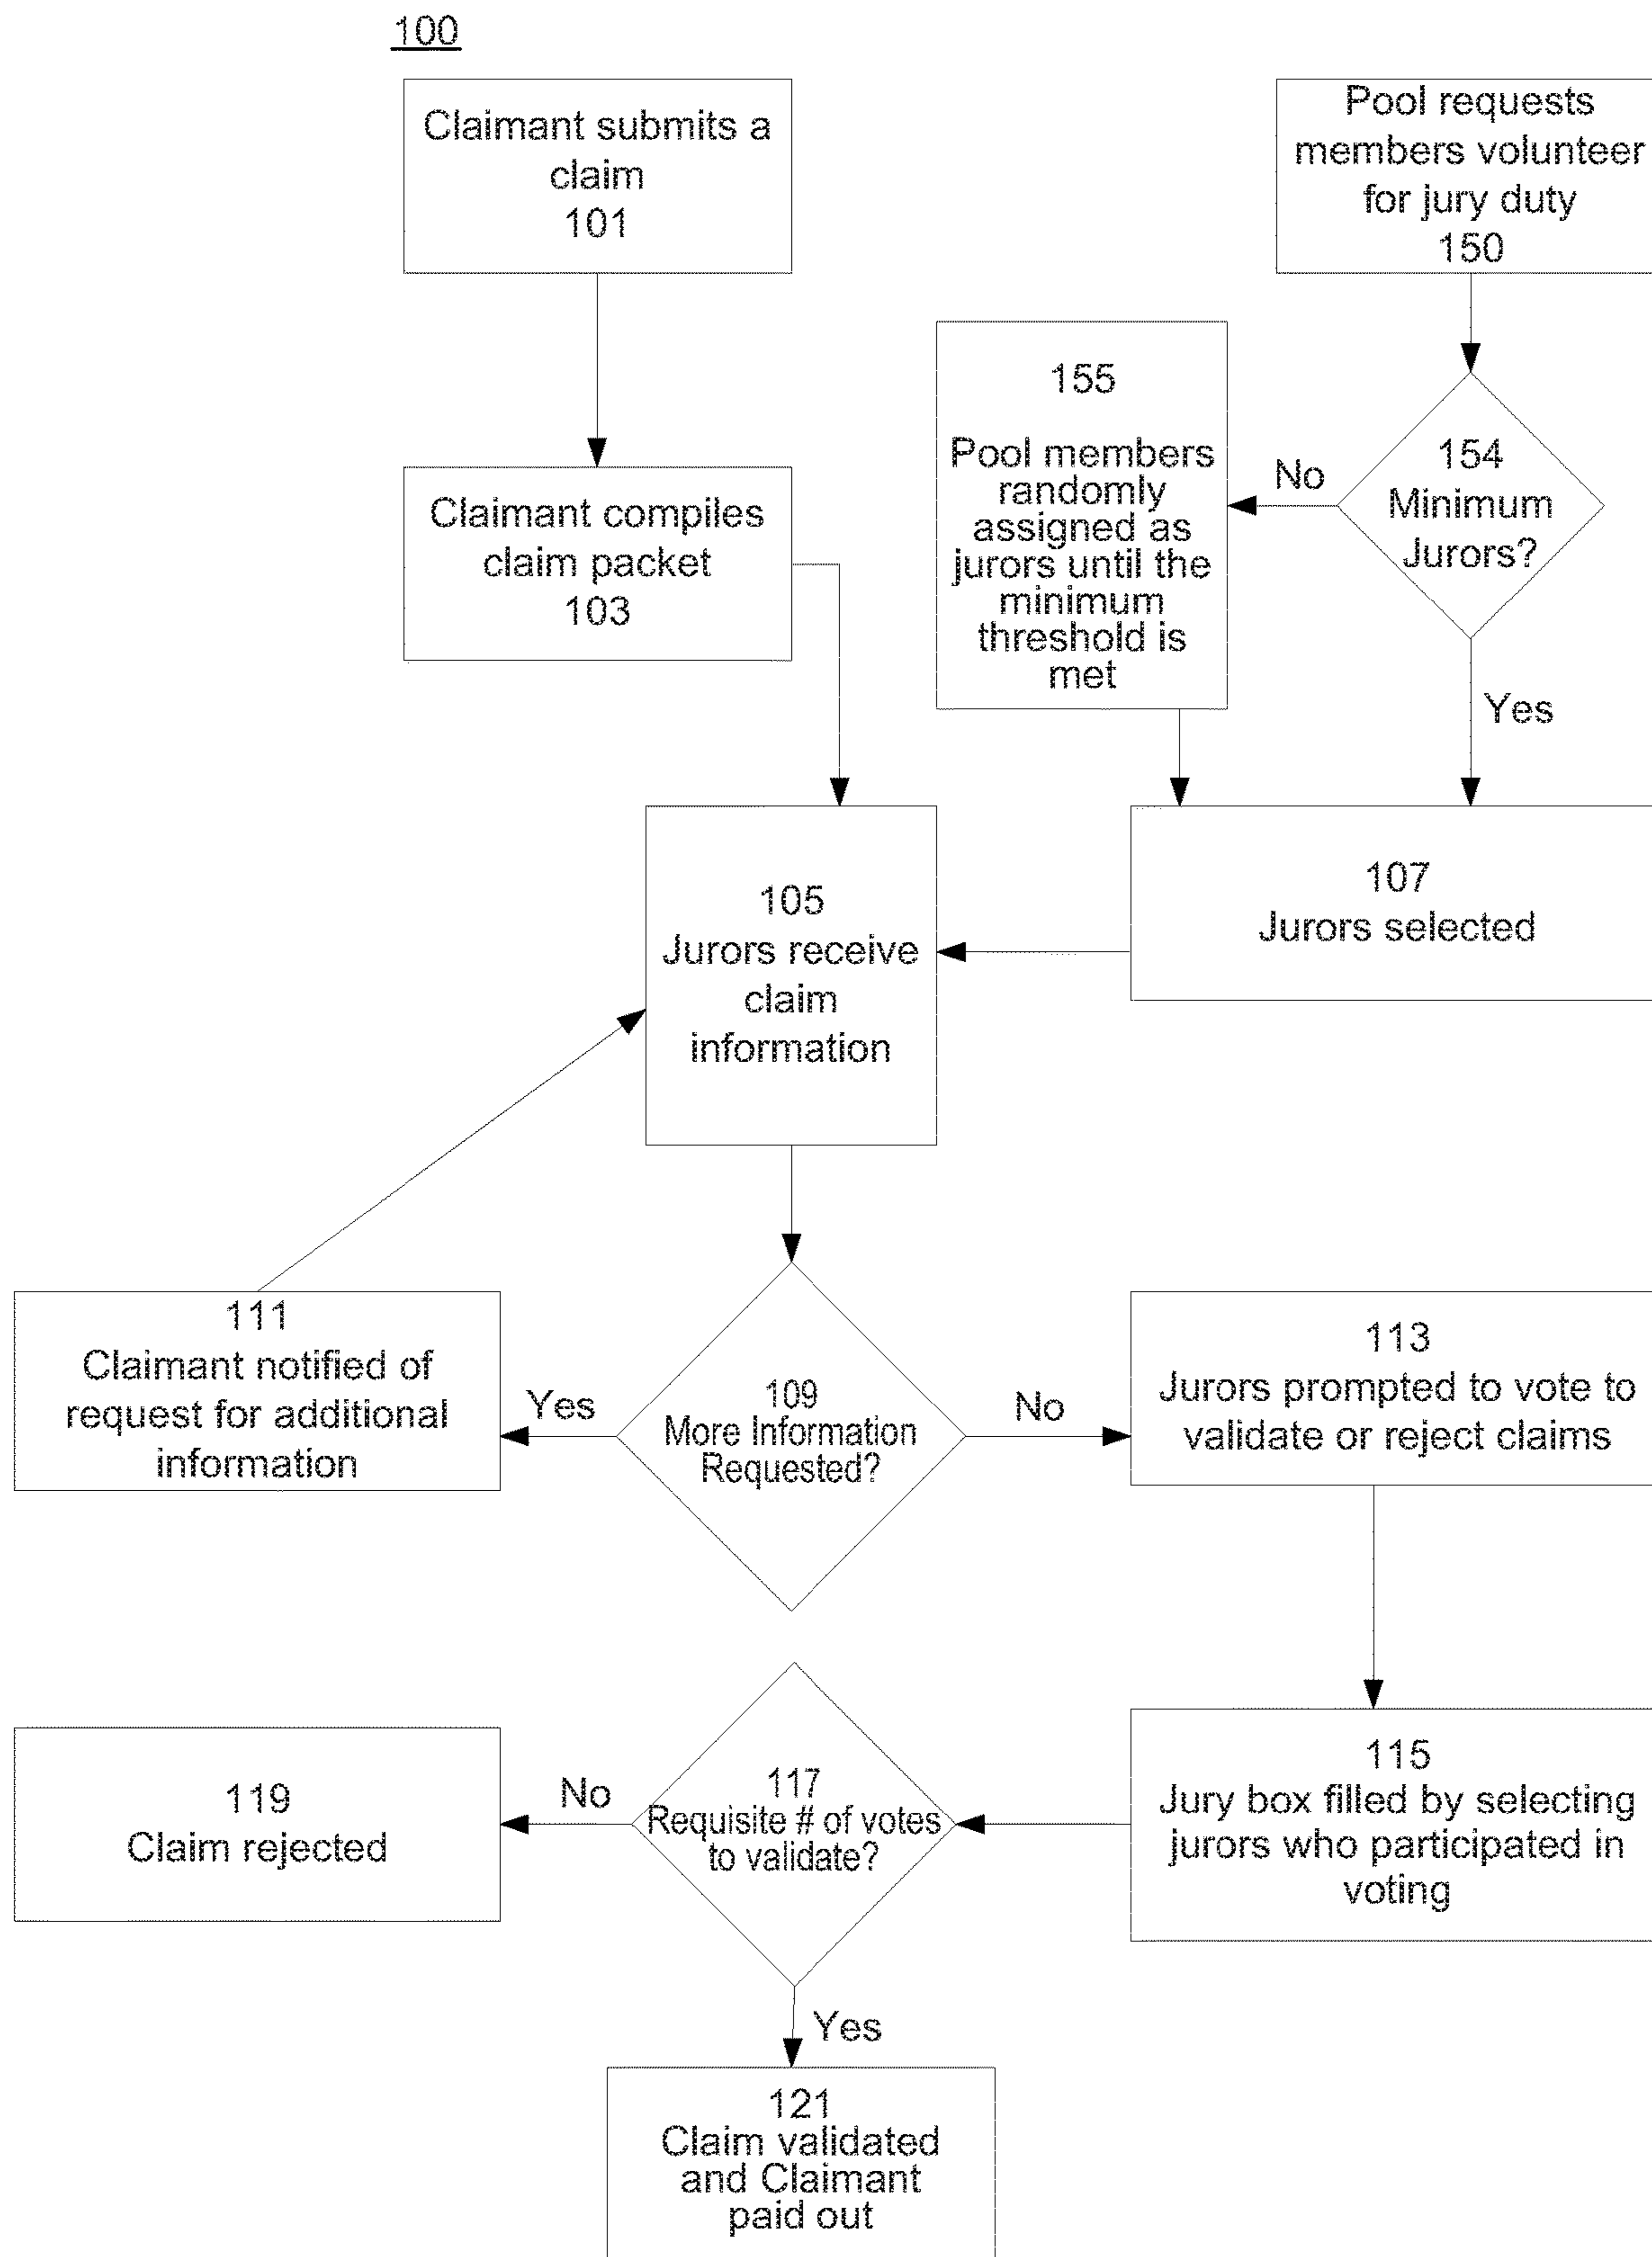 100
Claimant submits a
claim
101
Pool requests
members volunteer
for jury duty
150
155
Pool members
randomly
assigned as
jurors until the
minimum
threshold is
met
No
154
Minimum
Jurors?
Yes
Claimant compiles
claim packet
103
105
Jurors receive
claim
information
107
Jurors selected
111
Claimant notified of
request for additional
information
Yes
109
More Information
Requested?
No
113
Jurors prompted to vote to
validate or reject claims
119
Claim rejected
No
117
Requisite # of votes
to validate?
Yes
115
Jury box filled by selecting
jurors who participated in
voting
121
Claim validated
and Claimant
paid out